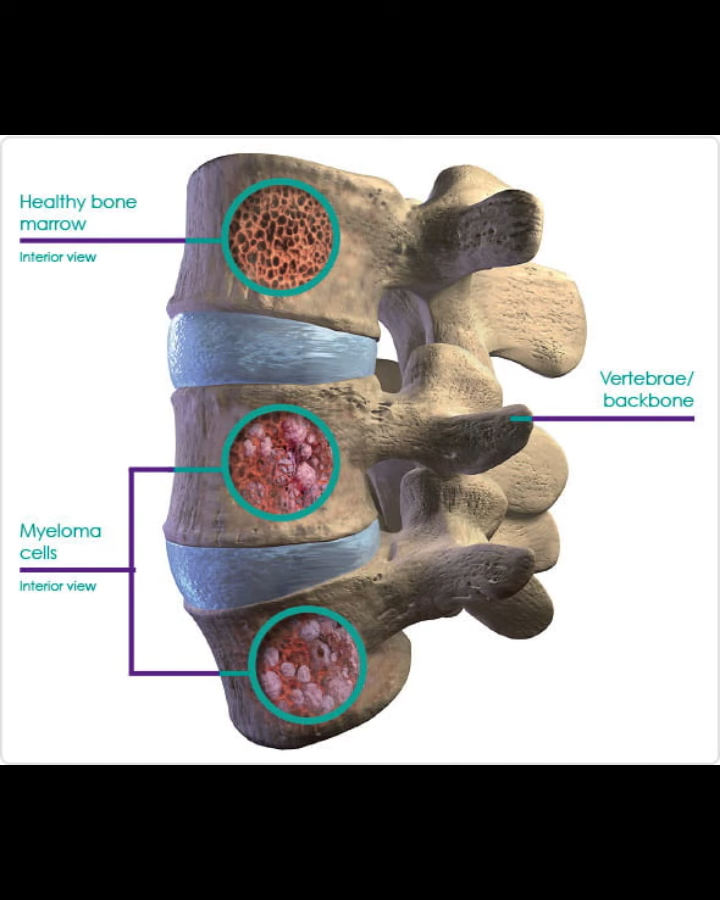 Healthy bone
marrow
Interior view
Vertebrae/
backbone
Myeloma
cells
Interior view